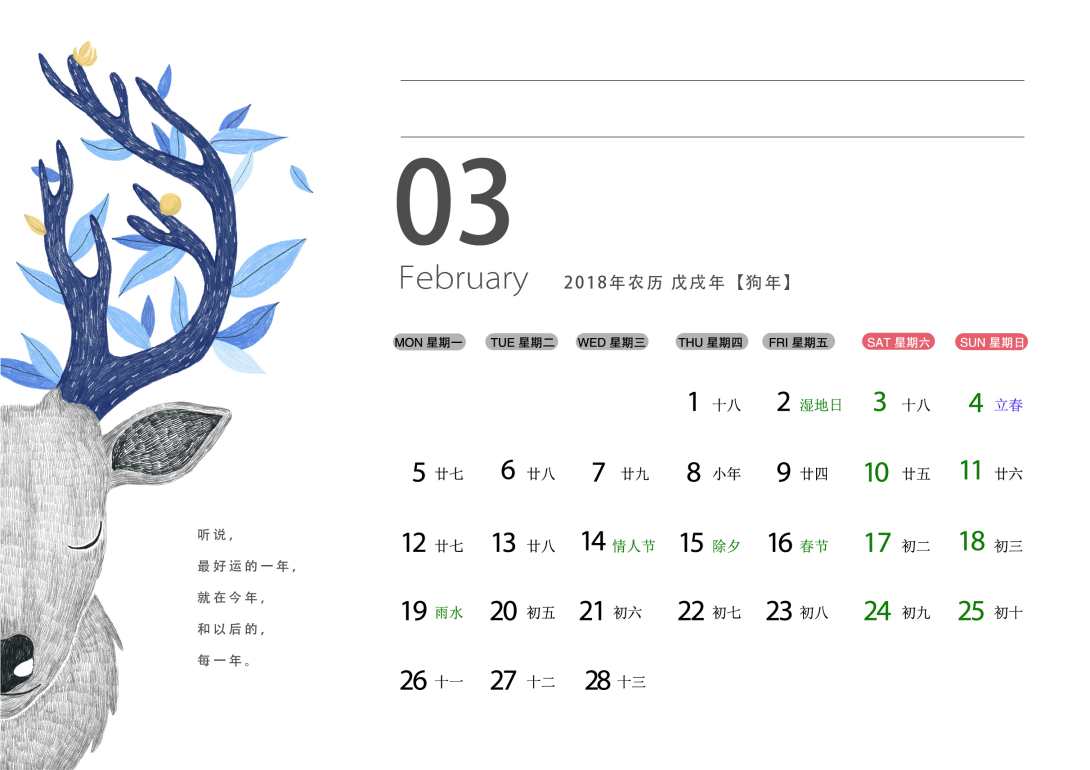 03
February 2018年农历 戊戌年【狗年】
MON 星期一 TUE 星期二 WED 星期三 THU 星期四 FRI 星期五 SAT 星期六 SUN 星期日
1 十八 2 湿地日 3 十八 4 立春
5 廿七 6 廿八 7 廿九 8 小年 9 廿四 10 廿五 11 廿六
12 廿七 13 廿八 14 情人节 15 除夕 16 春节 17 初二 18 初三
19 雨水 20 初五 21 初六 22 初七 23 初八 24 初九 25 初十
26 十一 27 十二 28 十三
听说，
最好运的一年，
就在今年，
和以后的，
每一年。